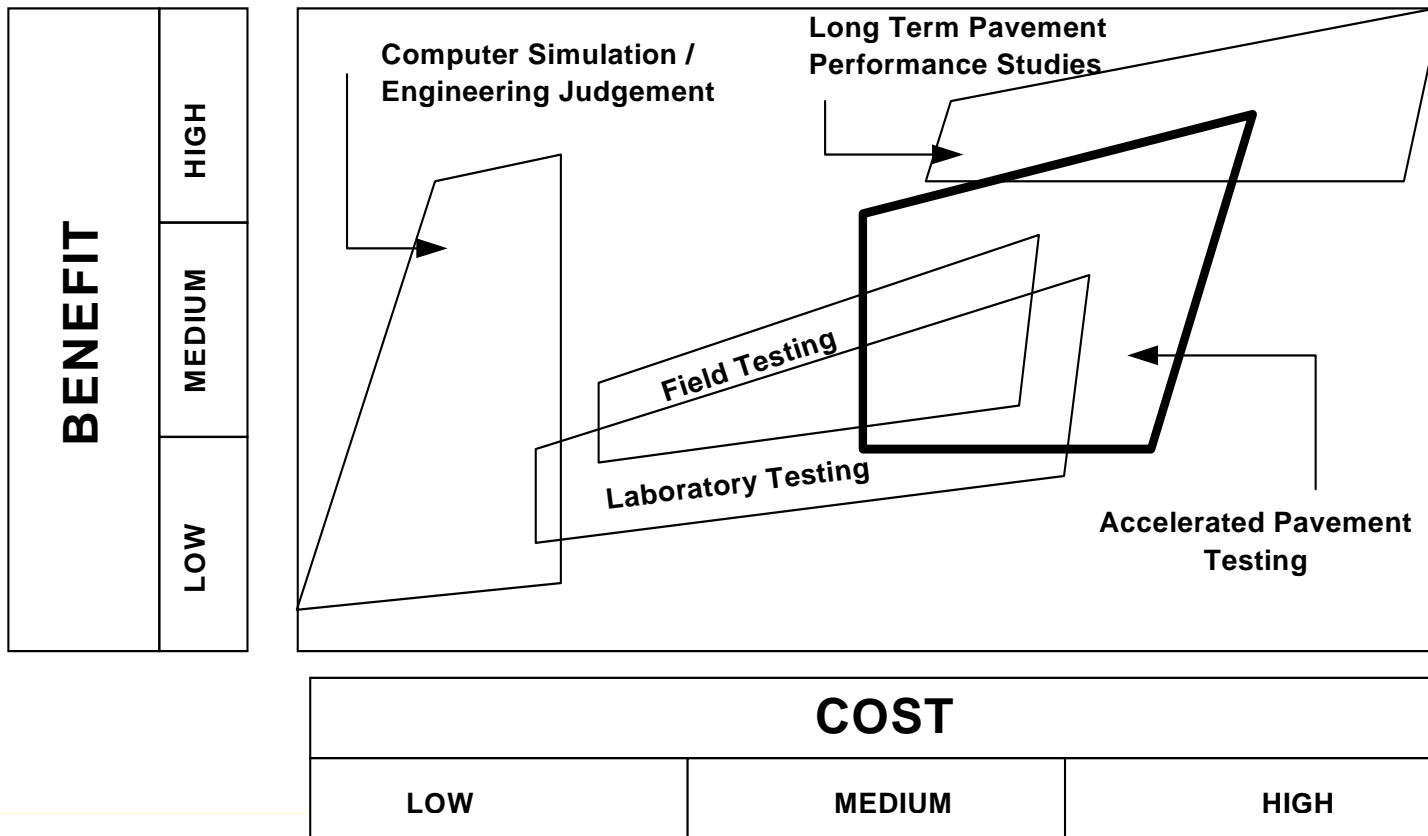 Computer Simulation /
Engineering Judgement
Long Term Pavement
Performance Studies
BENEFIT
HIGH
MEDIUM
LOW
Field Testing
Laboratory Testing
Accelerated Pavement
Testing
COST
LOW
MEDIUM
HIGH